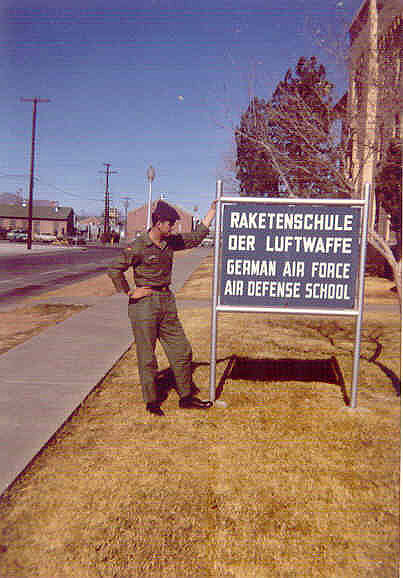 RAKETENSCHULE
DER LUFTWAFFE
GERMAN AIR FORCE
AIR DEFENSE SCHOOL